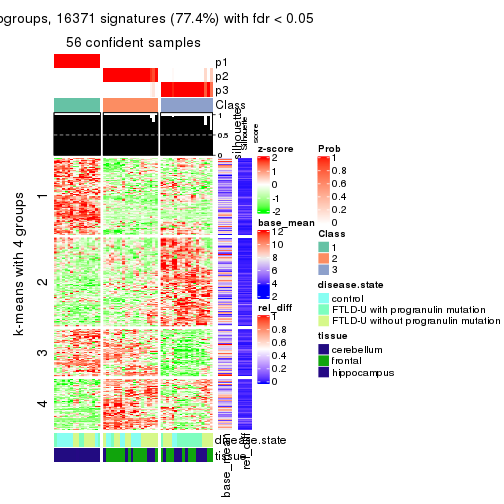 ogroups, 16371 signatures (77.4%) with fdr < 0.05
56 confident samples
p1
p2
p3
Class
1
0.5
0
silhouette
score
k-means with 4 groups
1
2
3
4
disease.state
tissue
base_mean
rel_diff
z-score
2
1
0
-1
-2
base_mean
12
10
8
6
4
2
rel_diff
1
0.8
0.6
0.4
0.2
0
Prob
1
0.8
0.6
0.4
0.2
0
Class
1
2
3
disease.state
control
FTLD-U with progranulin mutation
FTLD-U without progranulin mutation
tissue
cerebellum
frontal
hippocampus